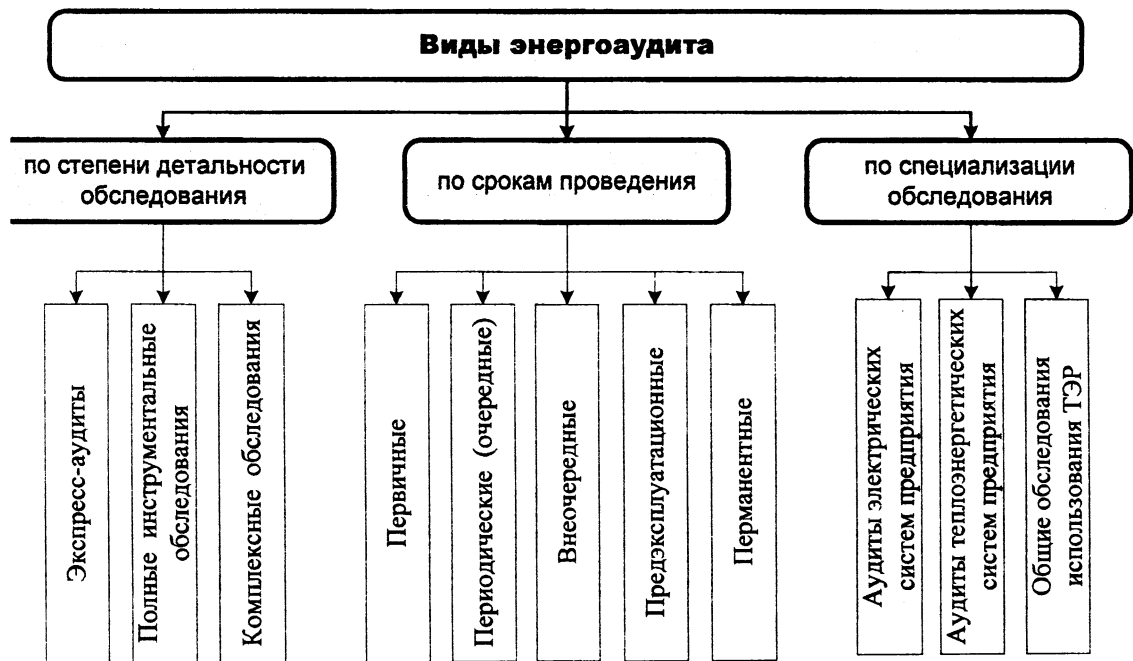 Виды энергоаудита
по степени детальности
обследования
по срокам проведения
по специализации
обследования
Экспресс-аудиты
Полные инструментальные
обследования
Комплексные обследования
Первичные
Периодические (очередные)
Внеочередные
Предэксплуатационные
Перманентные
Аудиты электрических
систем предприятия
Аудиты теплоэнергетических
систем предприятия
Общие обследования
использования ТЭР